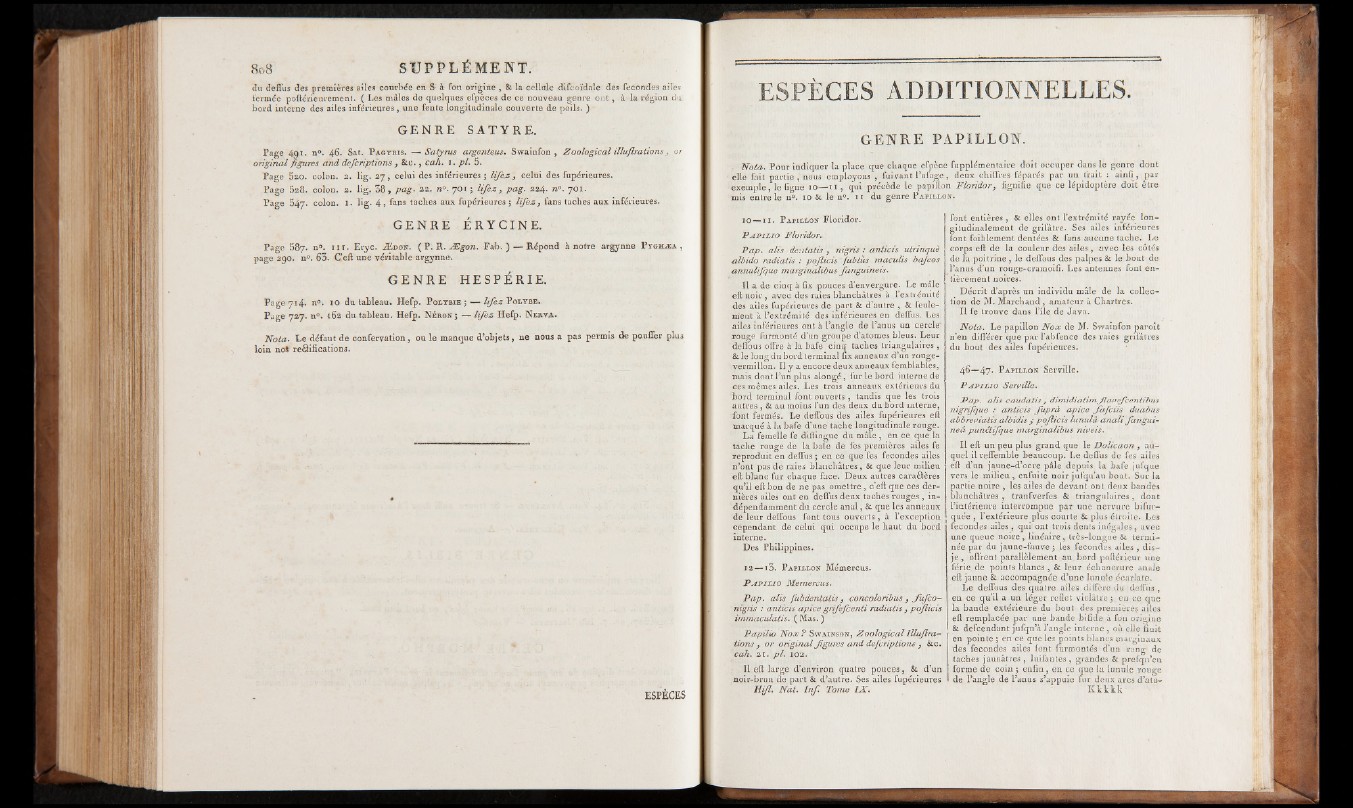 808 SUPPLÉMENT.
du deſſus des premières ailes courbée en S à ſon origine, & la cellule diſcoïdale des ſecondes ailes
fermée poſtérieurement. ( Les mâles de quelques eſpèces de ce nouveau genre ont, à la région du
bord interne des ailes inférieures, une fente longitudinale couverte de poils. )
GENRE SATYRE.
Page 491. n°. 46. Sat. PAGYRIS. — Satyrus argenteus. Swainſon, Zoological illuſtrations, or
original figures and deſcriptions, &c., cah. 1. pl. 5.
Page 520. colon. 2. lig. 27, celui des inférieures ; liſez, celui des ſupérieures.
Page 528. colon. 2. lig. 38, pag. 22. n°. 701 ; liſez, pag. 224. n°. 701.
Page 547. colon. 1. lig. 4, ſans taches aux ſupérieures ; liſez, ſans taches aux inférieures.
GENRE ÉRYCINE.
Page 587. n°. 111. Eryc. ÆDON. ( P. R. Ægon. Fab. ) — Répond à notre argynne PYGMÆA,
page 290. n°. 63. C'eſt une véritable argynne.
GENRE HESPÉRIE.
Page 714. n°. 10 du tableau. Heſp. POLYBIE ; — liſez POLYBE.
Page 727. n°. 162 du tableau. Heſp. NÉRON ; — liſez Heſp. NERVA.
Nota. Le défaut de conſervation, ou le manque d'objets, ne nous a pas permis de pouſſer plus
loin nos rectifications.
ESPÈCES
ESPÈCES ADDITIONNELLES.
GENRE PAPILLON.
Nota. Pour indiquer la place que chaque eſpèce ſupplémentaire doit occuper dans le genre dont
elle fait partie, nous employons, ſuivant l'uſage, deux chiffres ſéparés par un trait : ainſi, par
exemple, le ſigne 10—11, qui précède le papillon Floridor, ſignifie que ce lépidoptère doit être
mis entre le n°. 10 & le n°. 11 du genre PAPILLON.
10—11. PAPILLON Floridor.
PAPILIO Floridor.
Pap. alis dentatis, nigris : anticis utrinquè
albido radiatis : poſticis ſubtùs maculis baſeos
annuliſque marginalibus ſanguineis.
Il a de cinq à ſix pouces d'envergure. Le mâle
eſt noir, avec des raies blanchâtres à l'extrémité
des ailes ſupérieures de part & d'autre, & ſeule-
ment à l'extrémité des inférieures en deſſus. Les
ailes inférieures ont à l'angle de l'anus un cercle
rouge ſurmonté d'un groupe d'atomes bleus. Leur
deſſous offre à la baſe cinq taches triangulaires,
& le long du bord terminal ſix anneaux d'un rouge-
vermillon. Il y a encore deux anneaux ſemblables,
mais dont l'un plus alongé, ſur le bord interne de
ces mêmes ailes. Les trois anneaux extérieurs du
bord terminal ſont ouverts, tandis que les trois
autres, & au moins l'un des deux du bord interne,
ſont fermés. Le deſſous des ailes ſupérieures eſt
marqué à la baſe d'une tache longitudinale rouge.
La femelle ſe diſtingue du mâle, en ce que la
tache rouge de la baſe de ſes premières ailes ſe
reproduit en deſſus ; en ce que ſes ſecondes ailes
n'ont pas de raies blanchâtres, & que leur milieu
eſt blanc ſur chaque face. Deux autres caractères
qu'il eſt bon de ne pas omettre, c'eſt que ces der-
nières ailes ont en deſſus deux taches rouges, in-
dépendamment du cercle anal, & que les anneaux
de leur deſſous ſont tous ouverts, à l'exception
cependant de celui qui occupe le haut du bord
interne.
Des Philippines.
12—13. PAPILLON Mémercus.
PAPILIO Memercus.
Pap. alis ſubdentatis, concoloribus, fuſco-
nigris : anticis apice griſeſcenti radiatis, poſticis
immaculatis. ( Mas. )
Papilio Nox ? SWAINSON, Zoological illuſtra-
tions, or original figures and deſcriptions, &c.
cah. 21. pl. 102.
Il eſt large d'environ quatre pouces, & d'un
noir-brun de part & d'autre. Ses ailes ſupérieures
Hiſt. Nat. Inſ. Tome IX.
ſont entières, & elles ont l'extrémité rayée lon-
gitudinalement de grilâtre. Ses ailes inférieures
ſont foiblement dentées & ſans aucune tache. Le
corps eſt de la couleur des ailes, avec les côtés
de la poitrine, le deſſous des palpes & le bout de
l'anus d'un rouge-cramoiſi. Les antennes ſont en-
tièrement noires.
Décrit d'après un individu mâle de la collec-
tion de M. Marchand, amateur à Chartres.
Il ſe trouve dans l'île de Java.
Nota. Le papillon Nox de M. Swainſon paroît
n'en différer que par l'abſence des raies griſâtres
du bout des ailes ſupérieures.
46—47. PAPILLON Serville.
PAPILIO Serville.
Pap. alis caudatis, dimidiatim flaveſcentibus
nigriſque : anticis ſuprà apice faſciis duabus
abbreviatis albidis ; poſticis lunulâ anali ſangui-
neâ punctiſque marginalibus niveis.
Il eſt un peu plus grand que le Dolicaon, au-
quel il reſſemble beaucoup. Le deſſus de ſes ailes
eſt d'un jaune-d'ocre pâle depuis la baſe juſque
vers le milieu, enſuite noir juſqu'au bout. Sur la
partie noire, les ailes de devant ont deux bandes
blanchâtres, tranſverſes & triangulaires, dont
l'intérieure interrompue par une nervure bifur-
quée, l'extérieure plus courte & plus étroite. Les
ſecondes ailes, qui ont trois dents inégales, avec
une queue noire, linéaire, très-longue & termi-
née par du jaune-fauve ; les ſecondes ailes, dis-
je, offrent parallèlement au bord poſtérieur une
ſérie de points blancs, & leur échancrure anale
eſt jaune & accompagnée d'une lunule écarlate.
Le deſſous des quatre ailes diffère du deſſus,
en ce qu'il a un léger reflet violâtre ; en ce que
la bande extérieure du bout des premières ailes
eſt remplacée par une bande bifide à ſon origine
& deſcendant juſqu'à l'angle interne, où elle finit
en pointe ; en ce que les points blancs marginaux
des ſecondes ailes ſont ſurmontés d'un rang de
taches jaunâtres, luiſantes, grandes & preſqu'en
forme de coin ; enfin, en ce que la lunule rouge
de l'angle de l'anus s'appuie ſur deux arcs d'ato-
Kkkkk